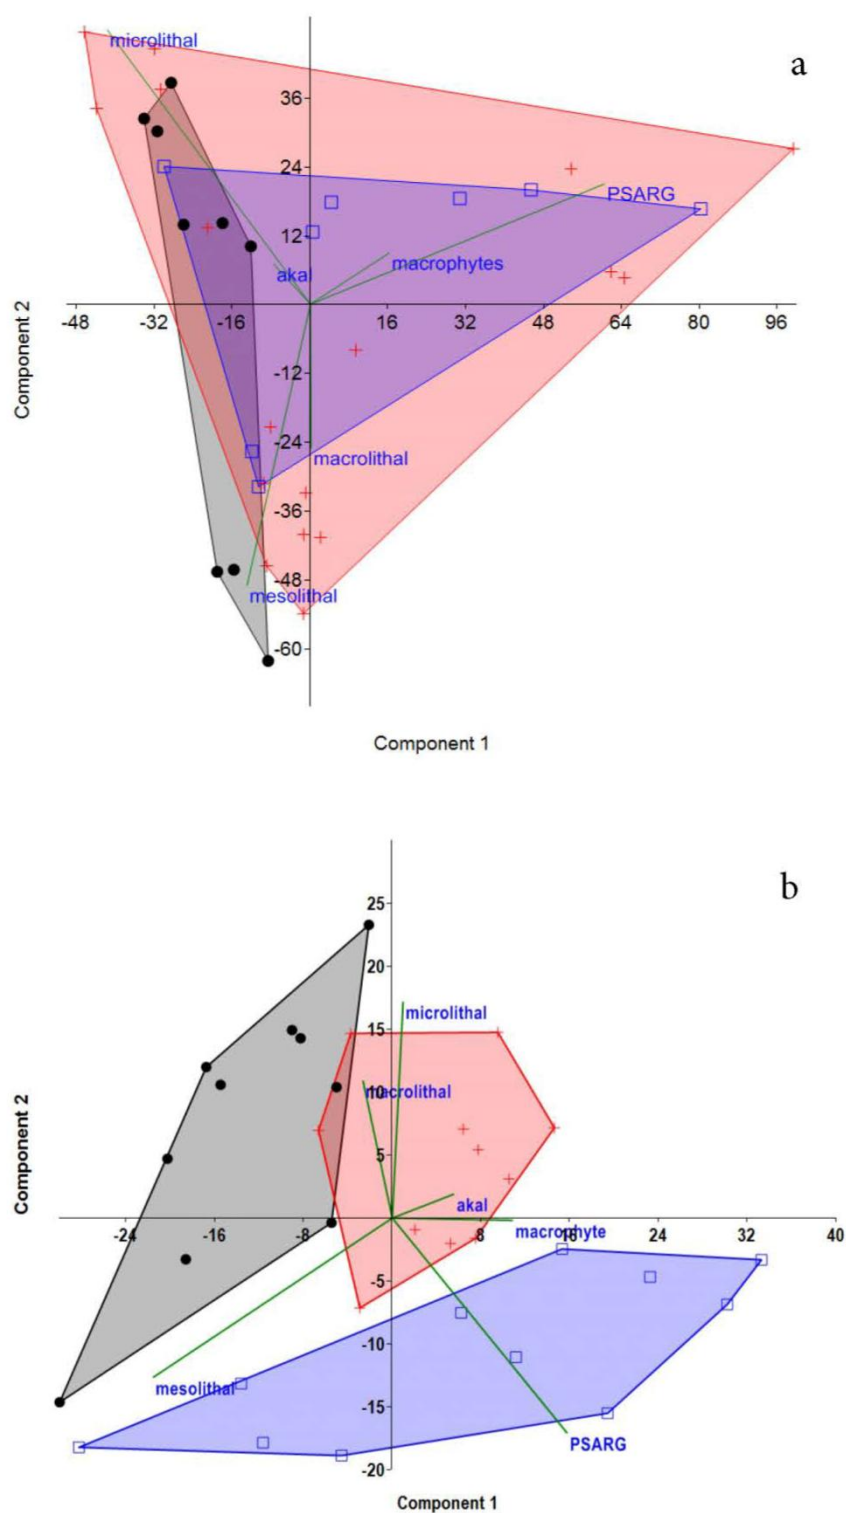 a
microlithal
36
24
PSARG
12
macrophytes
akal
-48 -32 -16 16 32 48 64 80 96
Component 2
-12
-24
macrolithal
-36
-48
mesolithal
-60
Component 1
b
25
20
microlithal
15
macrolithal
10
Component 2
5
akal
macrophyte
-24 -16 -8 8 16 24 32 40
-5
-10
mesolithal
-15
PSARG
-20
Component 1